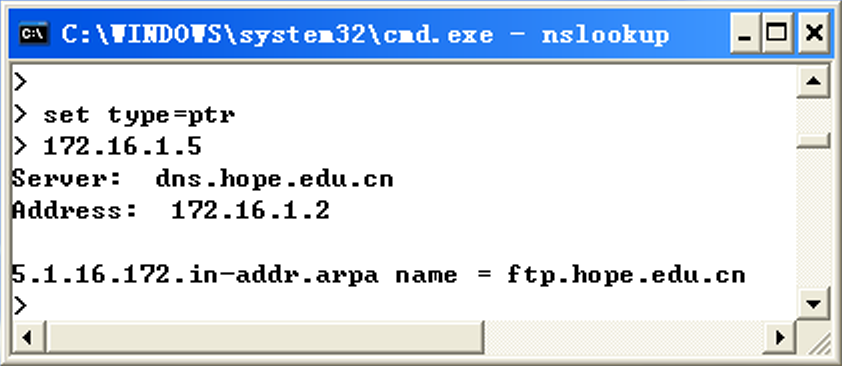 C:\WINDOWS\system32\cmd.exe - nslookup
>
> set type=ptr
> 172.16.1.5
Server:  dns.hope.edu.cn
Address:  172.16.1.2
5.1.16.172.in-addr.arpa name = ftp.hope.edu.cn
>